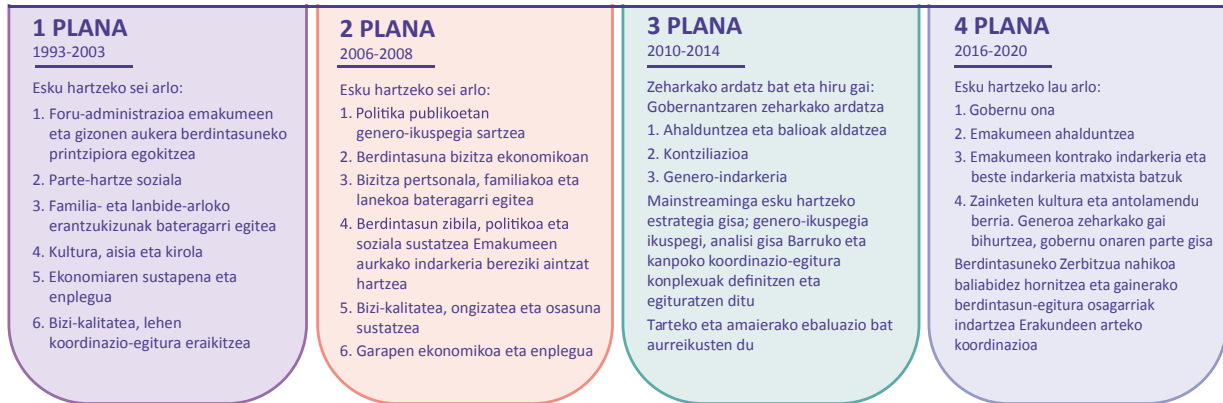 1 PLANA
1993-2003
Esku hartzeko sei arlo:
1. Foru-administrazioa emakumeen
eta gizonen aukera berdintasuneko
printzipiora egokitzea
2. Parte-hartze soziala
3. Familia- eta lanbide-arloko
erantzukizunak bateragarri egitea
4. Kultura, aisia eta kirola
5. Ekonomiaren sustapena eta
enplegua
6. Bizi-kalitatea, lehen
koordinazio-egitura eraikitzea
2 PLANA
2006-2008
Esku hartzeko sei arlo:
1. Politika publikoetan
genero-ikuspegia sartzea
2. Berdintasuna bizitza ekonomikoan
3. Bizitza pertsonala, familiakoa eta
lanekoa bateragarri egitea
4. Berdintasun zibila, politikoa eta
soziala sustatzea Emakumeen
aurkako indarkeria bereziki aintzat
hartzea
5. Bizi-kalitatea, ongizatea eta osasuna
sustatzea
6. Garapen ekonomikoa eta enplegua
3 PLANA
2010-2014
Zeharkako ardatz bat eta hiru gai:
Gobernantzaren zeharkako ardatza
1. Ahalduntzea eta balioak aldatzea
2. Kontziliazioa
3. Genero-indarkeria
Mainstreaminga esku hartzeko
estrategia gisa; genero-ikuspegia
ikuspegi, analisi gisa Barruko eta
kanpoko koordinazio-egitura
konplexuak definitzen eta
egituratzen ditu
Tarteko eta amaierako ebaluazio bat
aurreikusten du
4 PLANA
2016-2020
Esku hartzeko lau arlo:
1. Gobernu ona
2. Emakumeen ahalduntzea
3. Emakumeen kontrako indarkeria eta
beste indarkeria matxista batzuk
4. Zainketen kultura eta antolamendu
berria. Generoa zeharkako gai
bihurtzea, gobernu onaren parte gisa
Berdintasuneko Zerbitzua nahikoa
baliabidez hornitzea eta gainerako
berdintasun-egitura osagarriak
indartzea Erakundeen arteko
koordinazioa